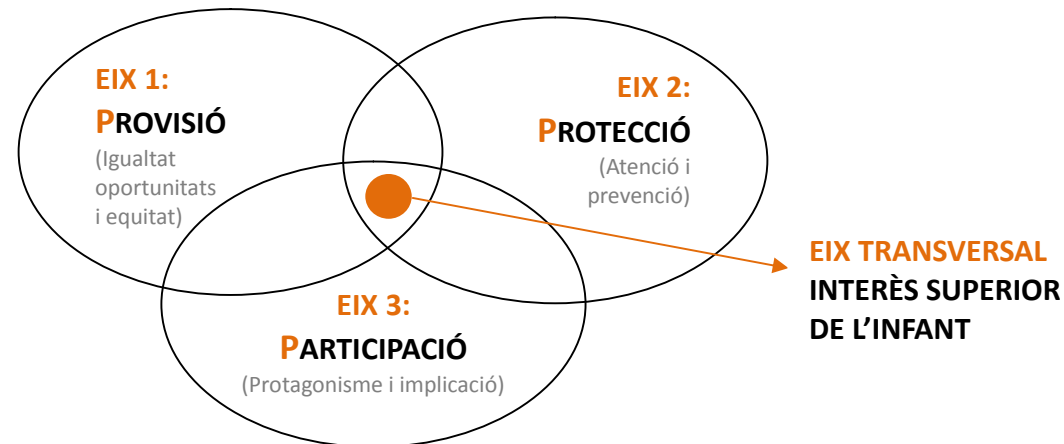 EIX 1:
PROVISIÓ
(Igualtat
oportunitats
i equitat)
EIX 2:
PROTECCIÓ
(Atenció i
prevenció)
EIX 3:
PARTICIPACIÓ
(Protagonisme i implicació)
EIX TRANSVERSAL
INTERÈS SUPERIOR
DE L’INFANT